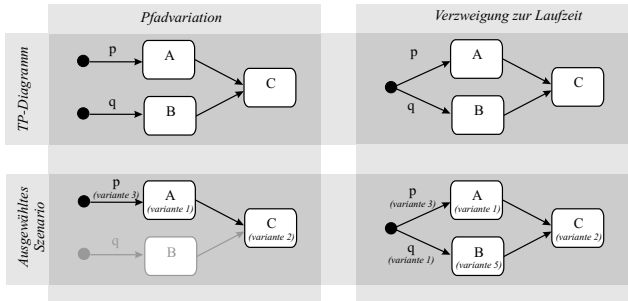 Pfadvariation
Verzweigung zur Laufzeit
TP-Diagramm
p
A
q
B
C
p
A
q
B
C
Ausgewähltes
Szenario
p
(variante 3)
A
(variante 1)
q
B
C
(variante 2)
p
(variante 3)
A
(variante 1)
q
(variante 1)
B
(variante 5)
C
(variante 2)